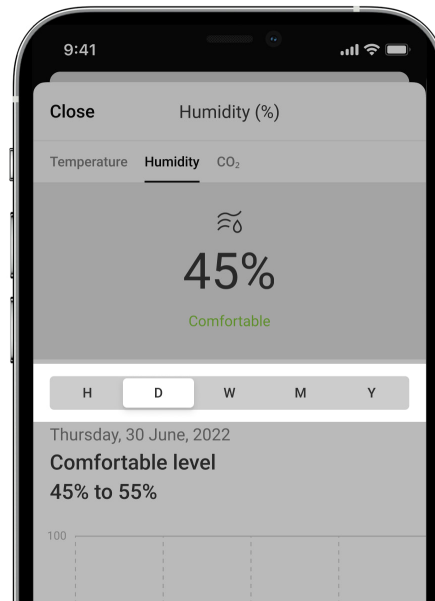 9:41
Close Humidity (%)
Temperature Humidity CO₂
45%
Comfortable
H D W M Y
Thursday, 30 June, 2022
Comfortable level
45% to 55%
100